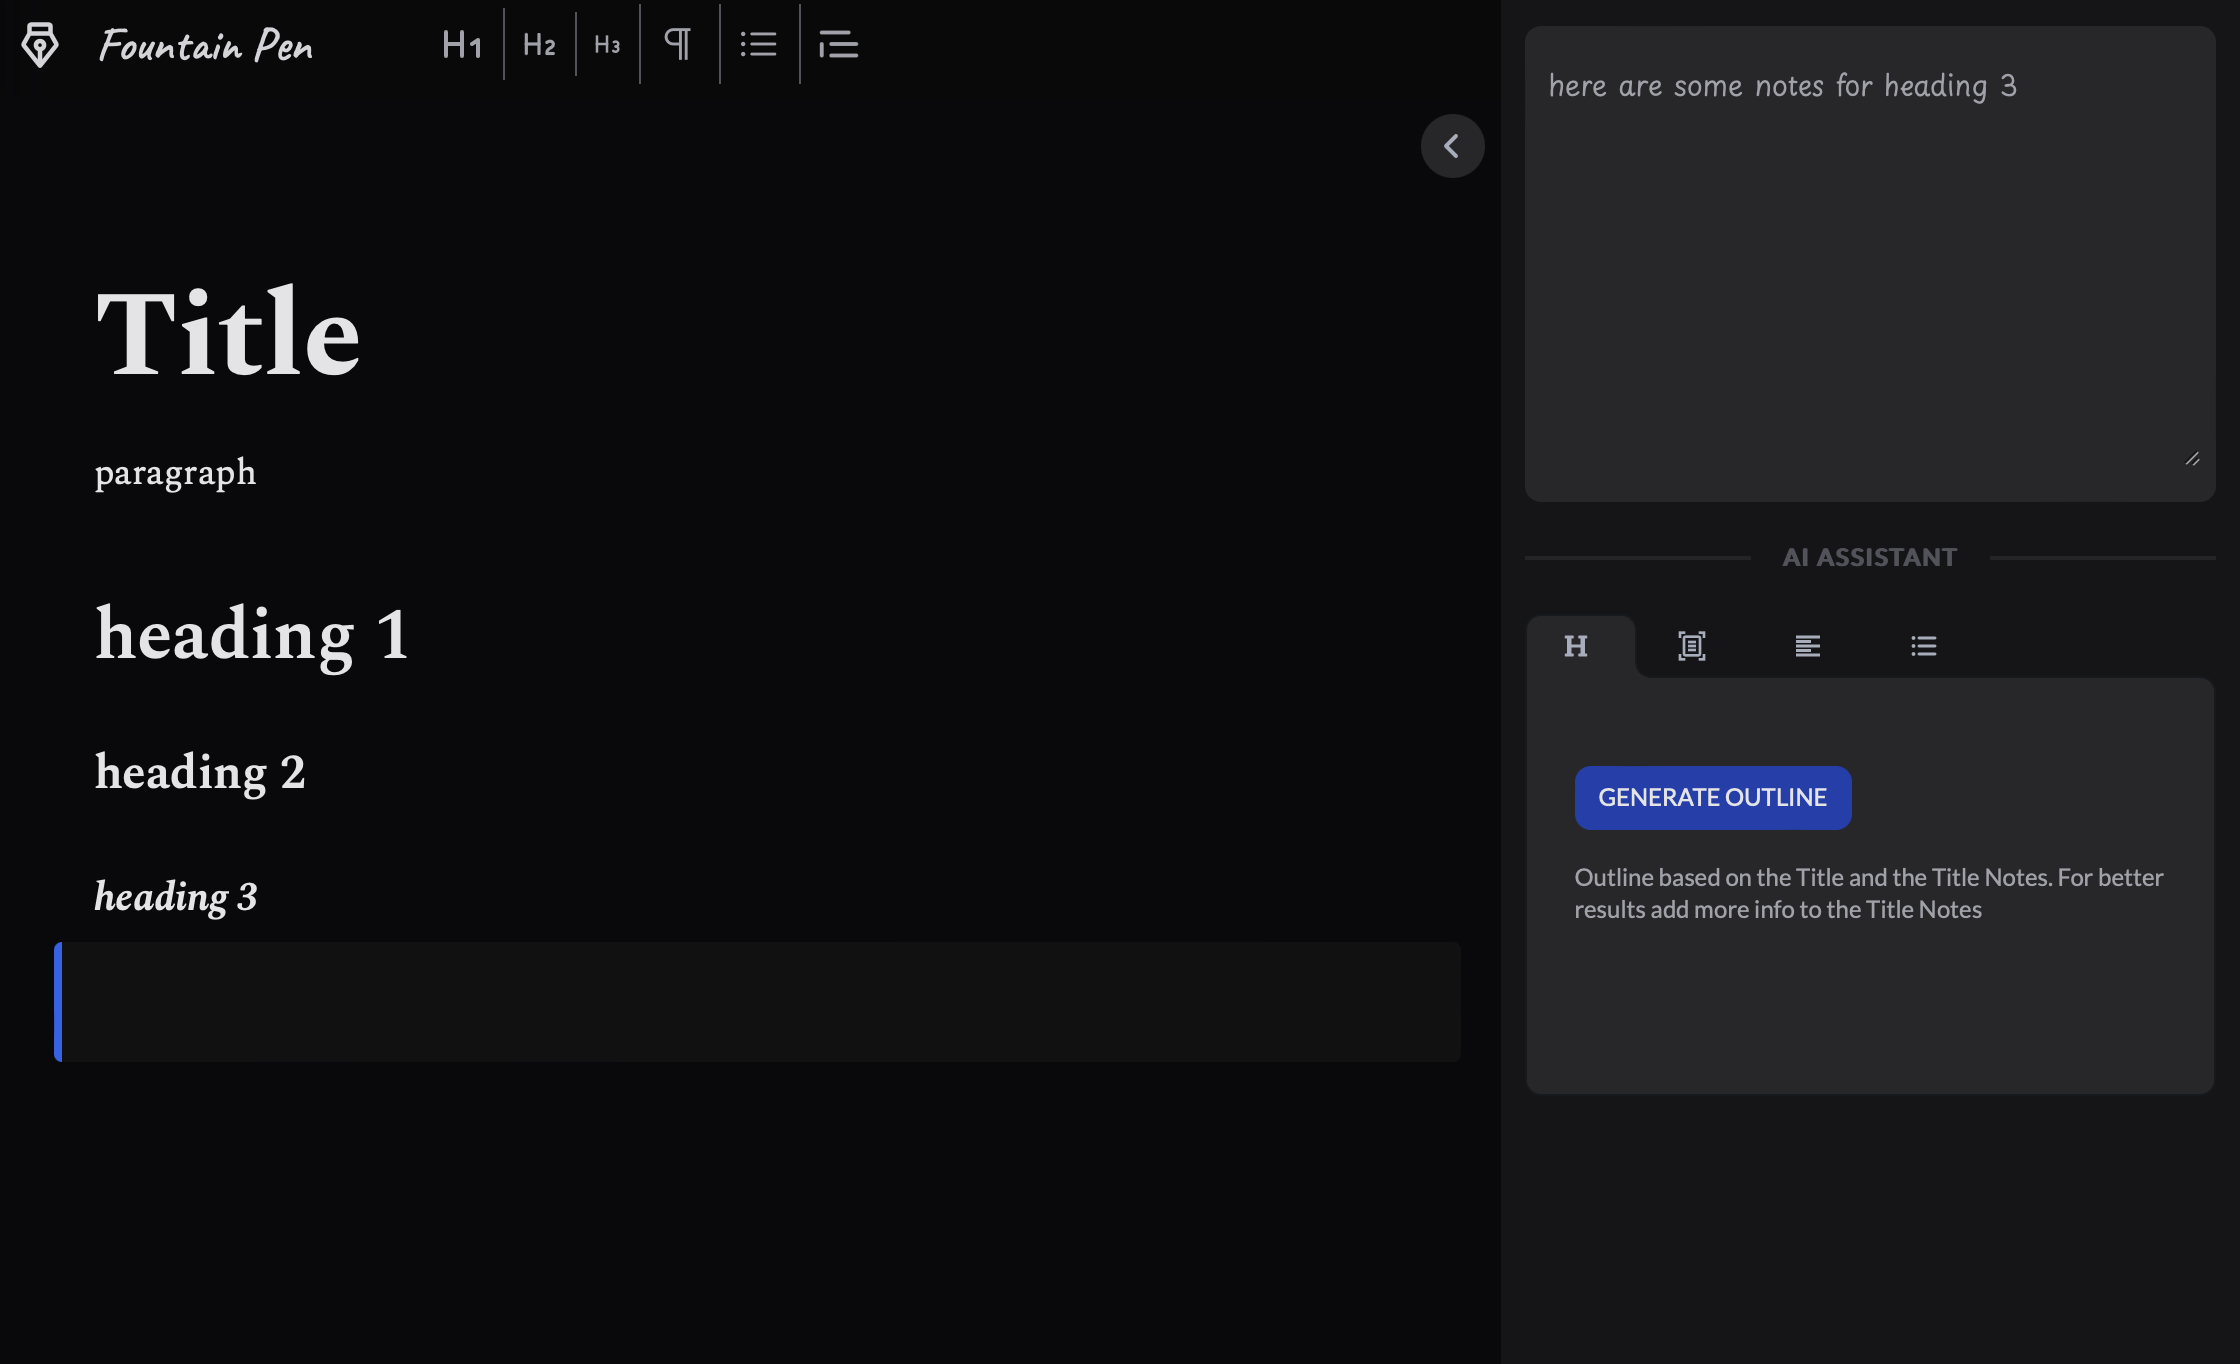 Fountain Pen
H1
H2
H3
¶
here are some notes for heading 3
Title
paragraph
heading 1
heading 2
heading 3
AI ASSISTANT
H
GENERATE OUTLINE
Outline based on the Title and the Title Notes. For better
results add more info to the Title Notes